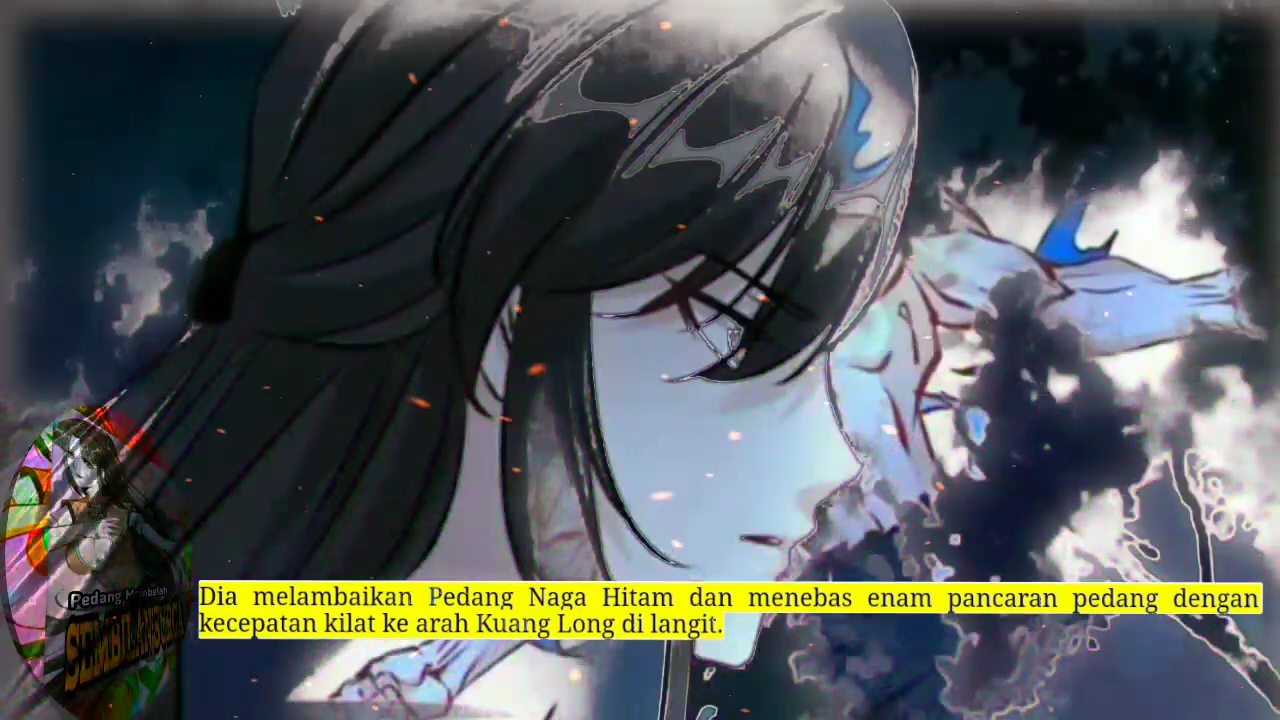 Dia melambaikan Pedang Naga Hitam dan menebas enam pancaran pedang dengan
kecepatan kilat ke arah Kuang Long di langit.
Pedang Membelah